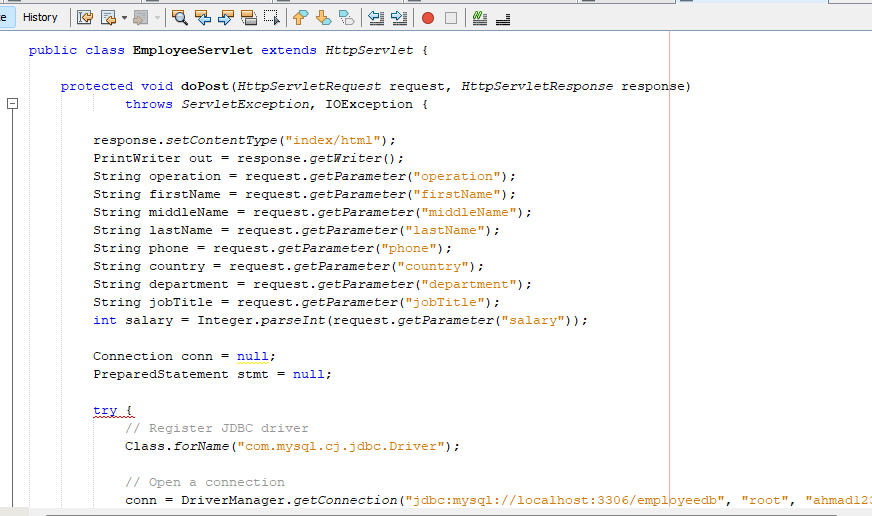 History
public class EmployeeServlet extends HttpServlet {
protected void doPost(HttpServletRequest request, HttpServletResponse response)
throws ServletException, IOException {
response.setContentType("index/html");
PrintWriter out = response.getWriter();
String operation = request.getParameter("operation");
String firstName = request.getParameter("firstName");
String middleName = request.getParameter("middleName");
String lastName = request.getParameter("lastName");
String phone = request.getParameter("phone");
String country = request.getParameter("country");
String department = request.getParameter("department");
String jobTitle = request.getParameter("jobTitle");
int salary = Integer.parseInt(request.getParameter("salary"));
Connection conn = null;
PreparedStatement stmt = null;
try {
// Register JDBC driver
Class.forName("com.mysql.cj.jdbc.Driver");
// Open a connection
conn = DriverManager.getConnection("jdbc:mysql://localhost:3306/employeedb", "root", "ahmad123